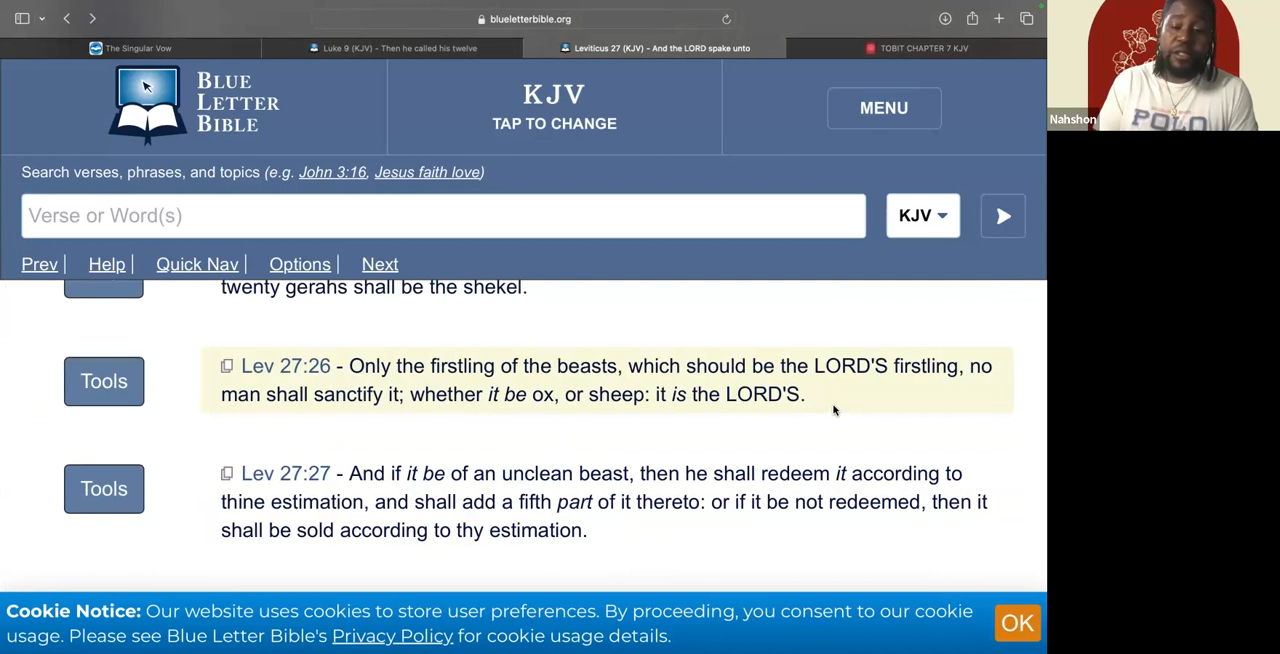 blueletterbible.org
The Singular Vow
Luke 9 (KJV) - Then he called his twelve
Leviticus 27 (KJV) - And the LORD spake unto
TOBIT CHAPTER 7 KJV
BLUE
LETTER
BIBLE
KJV
TAP TO CHANGE
MENU
Search verses, phrases, and topics (e.g. John 3:16, Jesus faith love)
Verse or Word(s)
KJV
Prev | Help | Quick Nav | Options | Next
twenty gerahs shall be the shekel.
Tools
Lev 27:26 - Only the firstling of the beasts, which should be the LORD'S firstling, no
man shall sanctify it; whether it be ox, or sheep: it is the LORD'S.
Tools
Lev 27:27 - And if it be of an unclean beast, then he shall redeem it according to
thine estimation, and shall add a fifth part of it thereto: or if it be not redeemed, then it
shall be sold according to thy estimation.
Cookie Notice: Our website uses cookies to store user preferences. By proceeding, you consent to our cookie
usage. Please see Blue Letter Bible's Privacy Policy for cookie usage details.
OK
Nahshon
POLO